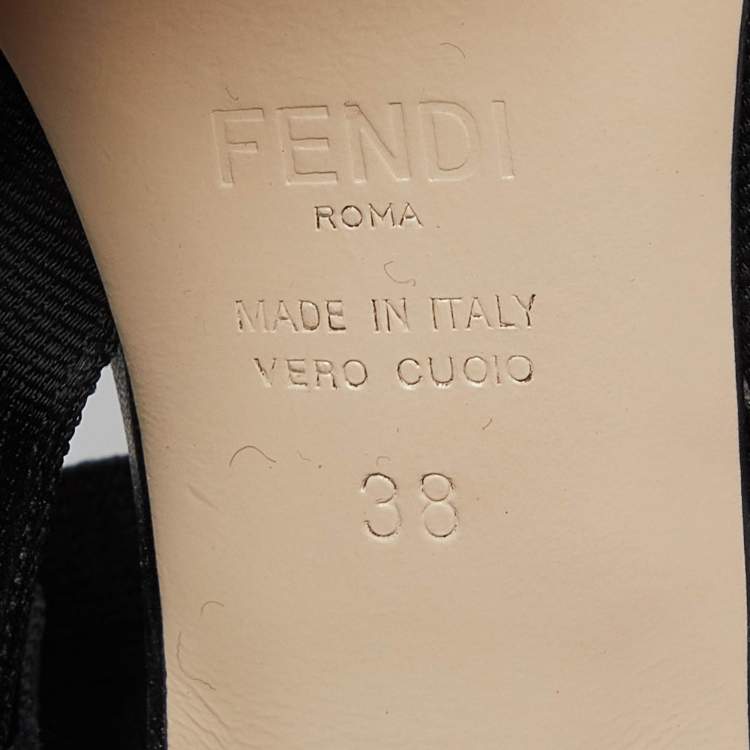 FENDI
ROMA
MADE IN ITALY
VERO CUOIO
38